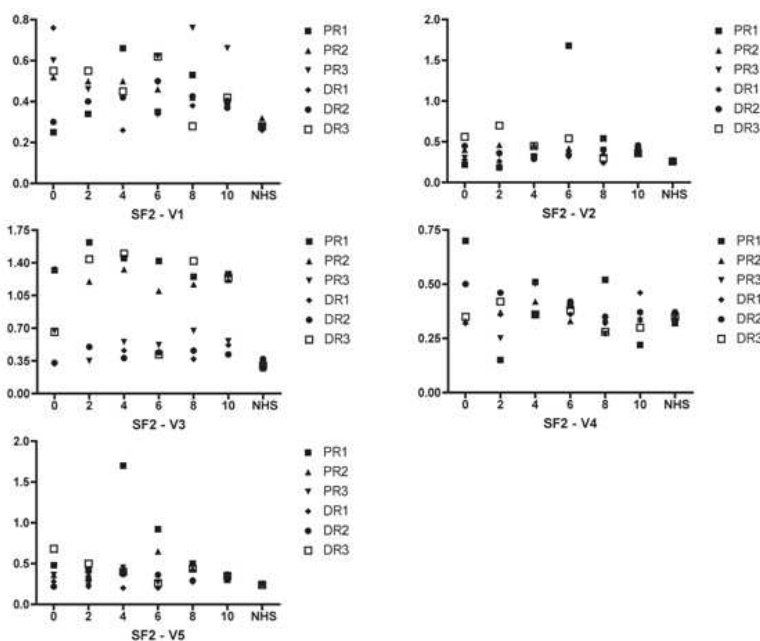 0.8
0.6
0.4
0.2
0.0
0 2 4 6 8 10 NHS
SF2 - V1
PR1
PR2
PR3
DR1
DR2
DR3
2.0
1.5
1.0
0.5
0.0
0 2 4 6 8 10 NHS
SF2 - V2
PR1
PR2
PR3
DR1
DR2
DR3
1.75
1.40
1.05
0.70
0.35
0.00
0 2 4 6 8 10 NHS
SF2 - V3
PR1
PR2
PR3
DR1
DR2
DR3
0.75
0.50
0.25
0.00
0 2 4 6 8 10 NHS
SF2 - V4
PR1
PR2
PR3
DR1
DR2
DR3
2.0
1.5
1.0
0.5
0.0
0 2 4 6 8 10 NHS
SF2 - V5
PR1
PR2
PR3
DR1
DR2
DR3